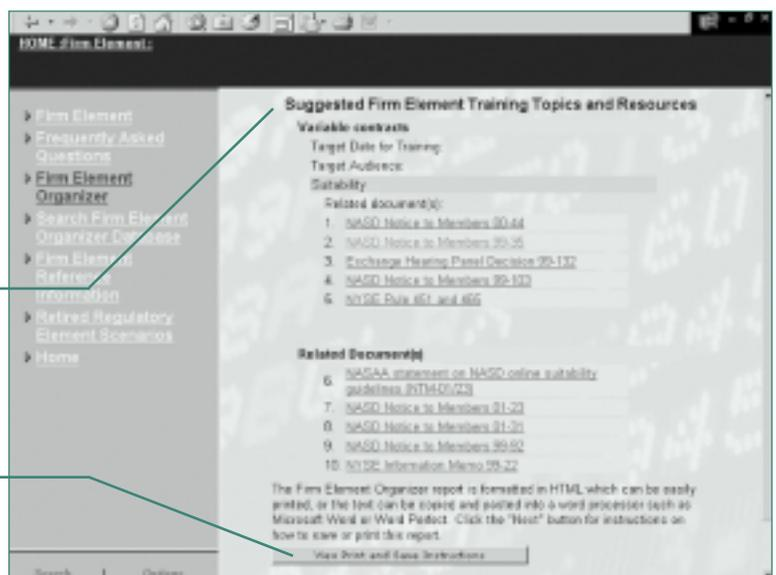 HOME :Firm Element:
Firm Element
Frequently Asked
Questions
Firm Element
Organizer
Search Firm Element
Organizer Database
Firm Element
Reference
Information
Retired Regulatory
Element Scenarios
Home
Suggested Firm Element Training Topics and Resources
Variable contracts
Target Date for Training:
Target Audience:
Suitability
Related document(s):
1. NASD Notice to Members 00-44
2. NASD Notice to Members 99-35
3. Exchange Hearing Panel Decision 99-132
4. NASD Notice to Members 99-103
5. NYSE Rule 451 and 465
Related Document(s)
6. NASAA statement on NASD online suitability
guidelines (NTM-01/23)
7. NASD Notice to Members 01-23
8. NASD Notice to Members 01-31
9. NASD Notice to Members 99-92
10. NYSE Information Memo 99-22
The Firm Element Organizer report is formatted in HTML which can be easily
printed, or the text can be copied and pasted into a word processor such as
Microsoft Word or Word Perfect. Click the "Next" button for instructions on
how to save or print this report.
View Print and Save Instructions
Search | Options